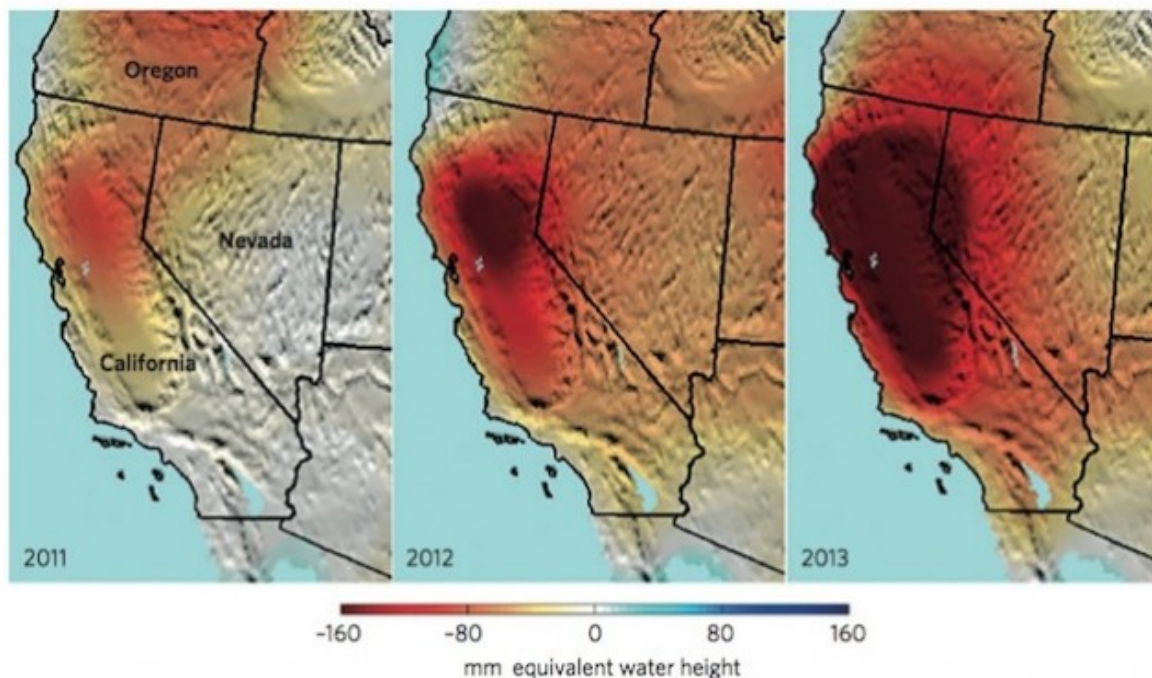 Oregon
Nevada
California
2011
2012
2013
–160
–80
0
80
160
mm equivalent water height